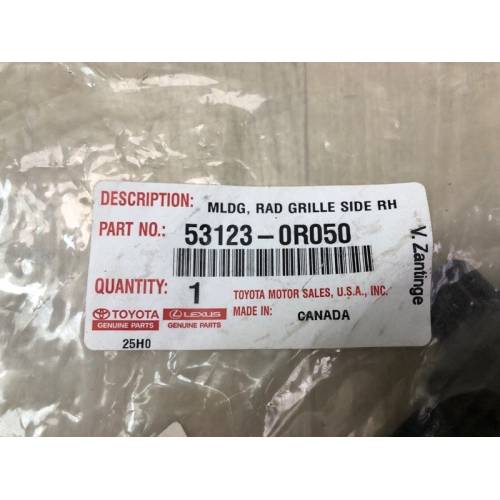 DESCRIPTION: MLDG, RAD GRILLE SIDE RH
PART NO.: 53123-0R050
QUANTITY: 1 TOYOTA MOTOR SALES, U.S.A., INC.
MADE IN: CANADA
TOYOTA LEXUS
GENUINE PARTS GENUINE PARTS
25H0
V. Zantinge